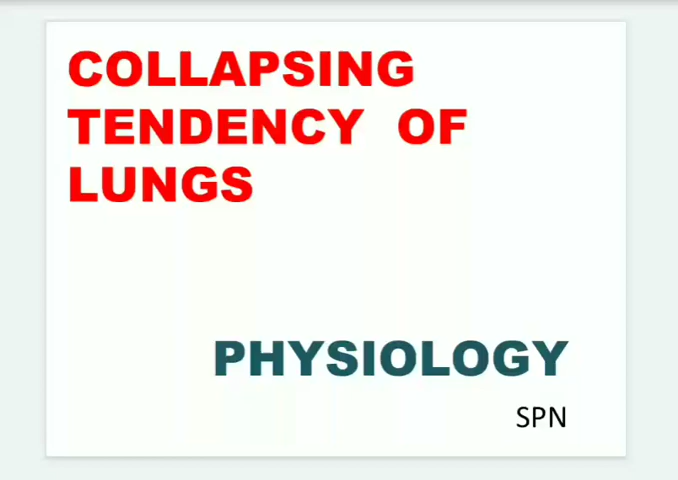 COLLAPSING
TENDENCY OF
LUNGS
PHYSIOLOGY
SPN